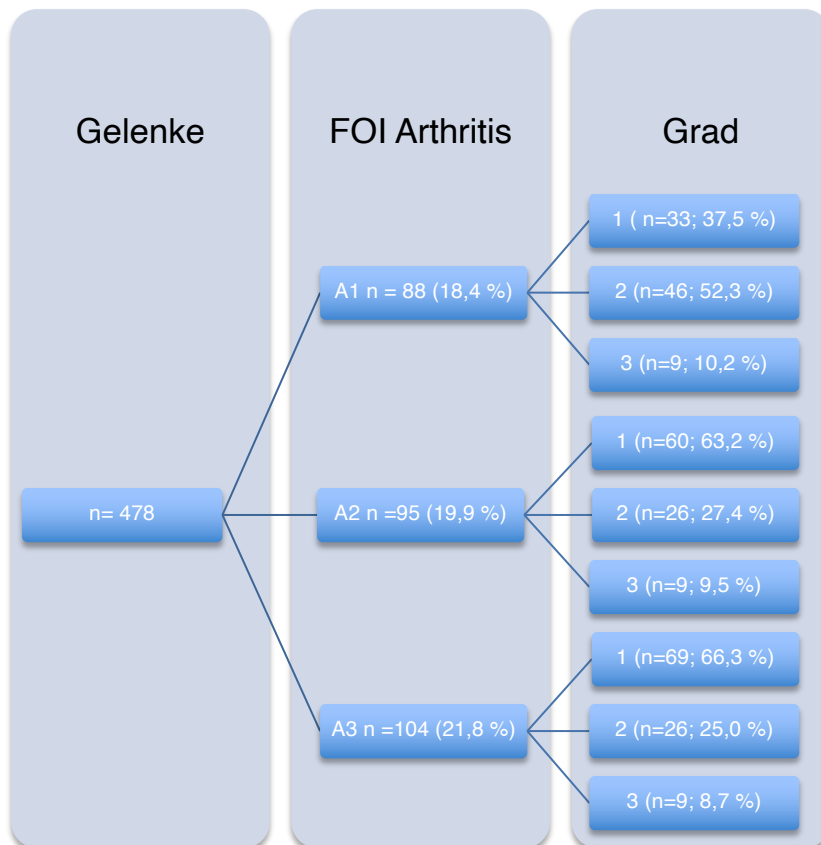 Gelenke
FOI Arthritis
Grad
n= 478
A1 n = 88 (18,4 %)
1 ( n=33; 37,5 %)
2 (n=46; 52,3 %)
3 (n=9; 10,2 %)
A2 n =95 (19,9 %)
1 (n=60; 63,2 %)
2 (n=26; 27,4 %)
3 (n=9; 9,5 %)
A3 n =104 (21,8 %)
1 (n=69; 66,3 %)
2 (n=26; 25,0 %)
3 (n=9; 8,7 %)